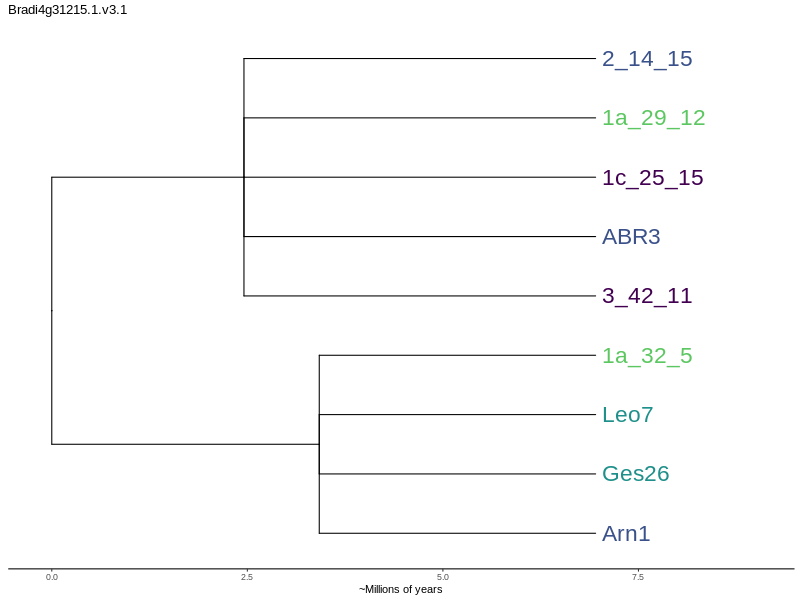 Bradi4g31215.1.v3.1
2_14_15
1a_29_12
1c_25_15
ABR3
3_42_11
1a_32_5
Leo7
Ges26
Arn1
0.0 2.5 5.0 7.5
~Millions of years